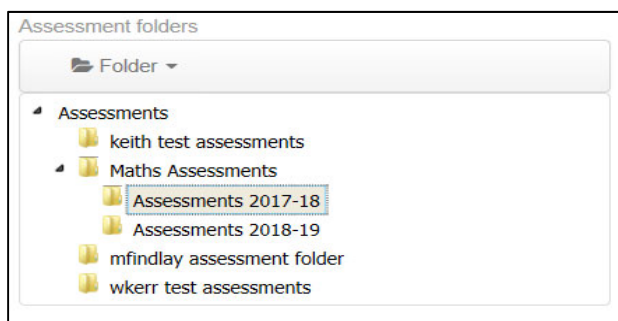 Assessment folders
Folder
Assessments
keith test assessments
Maths Assessments
Assessments 2017-18
Assessments 2018-19
mfindlay assessment folder
wkerr test assessments